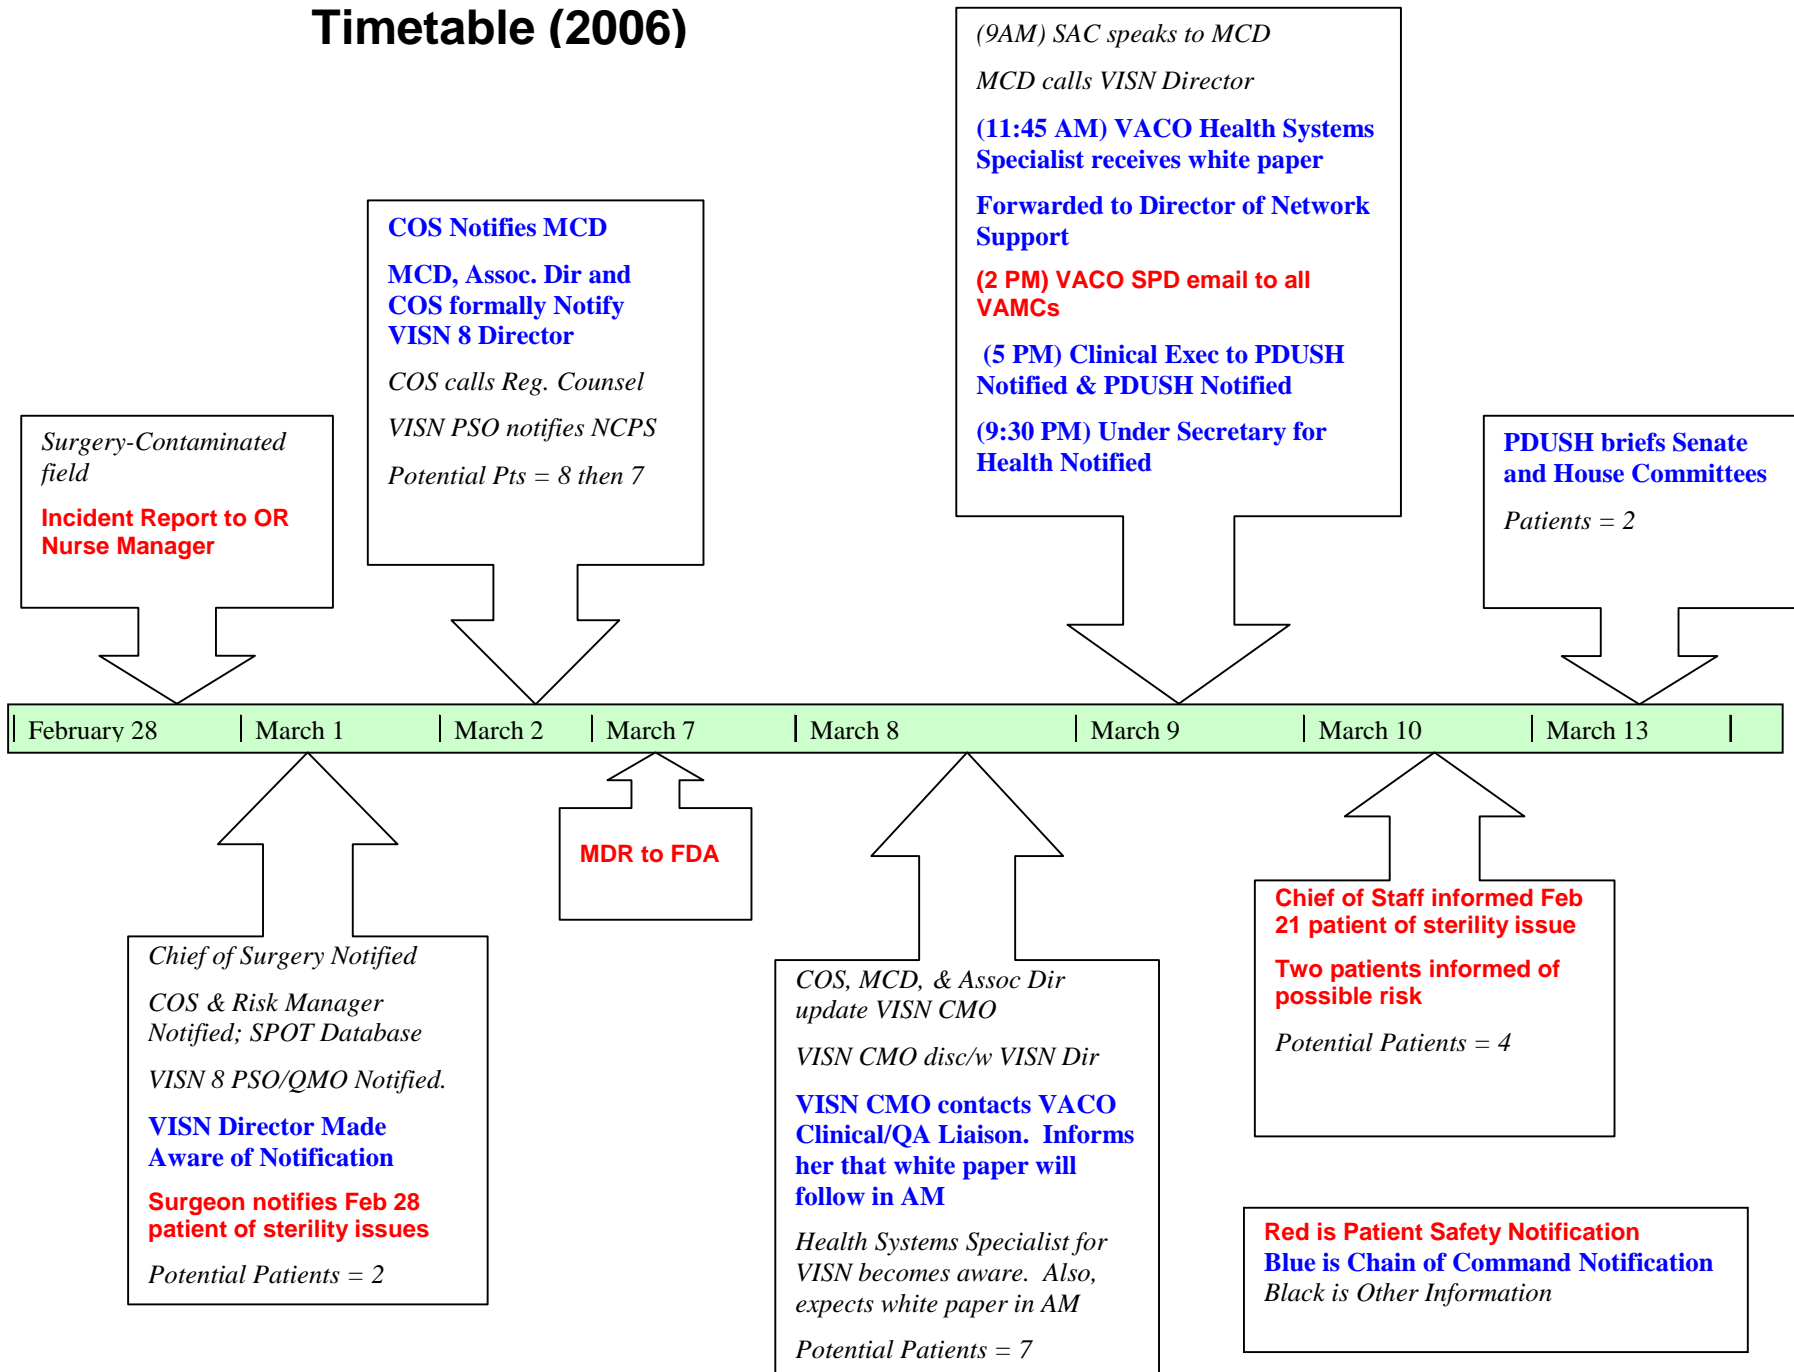 Timetable (2006)
Surgery-Contaminated
field
Incident Report to OR
Nurse Manager
COS Notifies MCD
MCD, Assoc. Dir and
COS formally Notify
VISN 8 Director
COS calls Reg. Counsel
VISN PSO notifies NCPS
Potential Pts = 8 then 7
(9AM) SAC speaks to MCD
MCD calls VISN Director
(11:45 AM) VACO Health Systems
Specialist receives white paper
Forwarded to Director of Network
Support
(2 PM) VACO SPD email to all
VAMCs
(5 PM) Clinical Exec to PDUSH
Notified & PDUSH Notified
(9:30 PM) Under Secretary for
Health Notified
PDUSH briefs Senate
and House Committees
Patients = 2
February 28
March 1
March 2
March 7
March 8
March 9
March 10
March 13
Chief of Surgery Notified
COS & Risk Manager
Notified; SPOT Database
VISN 8 PSO/QMO Notified.
VISN Director Made
Aware of Notification
Surgeon notifies Feb 28
patient of sterility issues
Potential Patients = 2
MDR to FDA
COS, MCD, & Assoc Dir
update VISN CMO
VISN CMO disc/w VISN Dir
VISN CMO contacts VACO
Clinical/QA Liaison.  Informs
her that white paper will
follow in AM
Health Systems Specialist for
VISN becomes aware.  Also,
expects white paper in AM
Potential Patients = 7
Chief of Staff informed Feb
21 patient of sterility issue
Two patients informed of
possible risk
Potential Patients = 4
Red is Patient Safety Notification
Blue is Chain of Command Notification
Black is Other Information